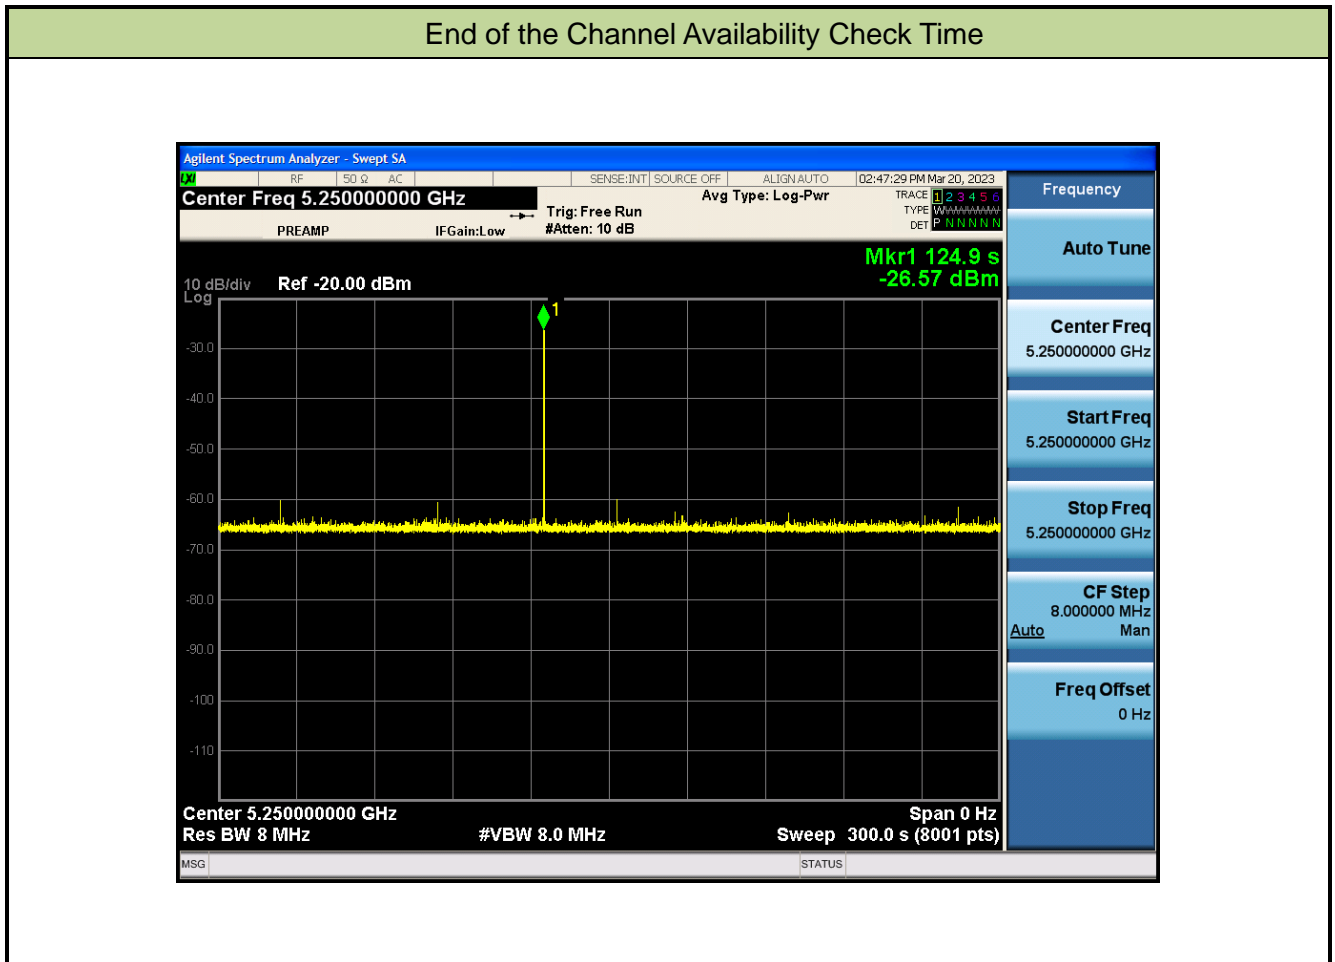 End of the Channel Availability Check Time
Agilent Spectrum Analyzer - Swept SA
LXI RF 50 Ω AC SENSE:INT SOURCE OFF ALIGN AUTO 02:47:29 PM Mar 20, 2023
Center Freq 5.250000000 GHz
Avg Type: Log-Pwr
TRACE 1 2 3 4 5 6
Trig: Free Run
TYPE
PREAMP IFGain:Low #Atten: 10 dB
DET P N N N N N
Mkr1 124.9 s
-26.57 dBm
10 dB/div Ref -20.00 dBm
Log
1
-30.0
-40.0
-50.0
-60.0
-70.0
-80.0
-90.0
-100
-110
Center 5.250000000 GHz Span 0 Hz
Res BW 8 MHz #VBW 8.0 MHz Sweep 300.0 s (8001 pts)
MSG STATUS
Frequency
Auto Tune
Center Freq
5.250000000 GHz
Start Freq
5.250000000 GHz
Stop Freq
5.250000000 GHz
CF Step
8.000000 MHz
Auto Man
Freq Offset
0 Hz